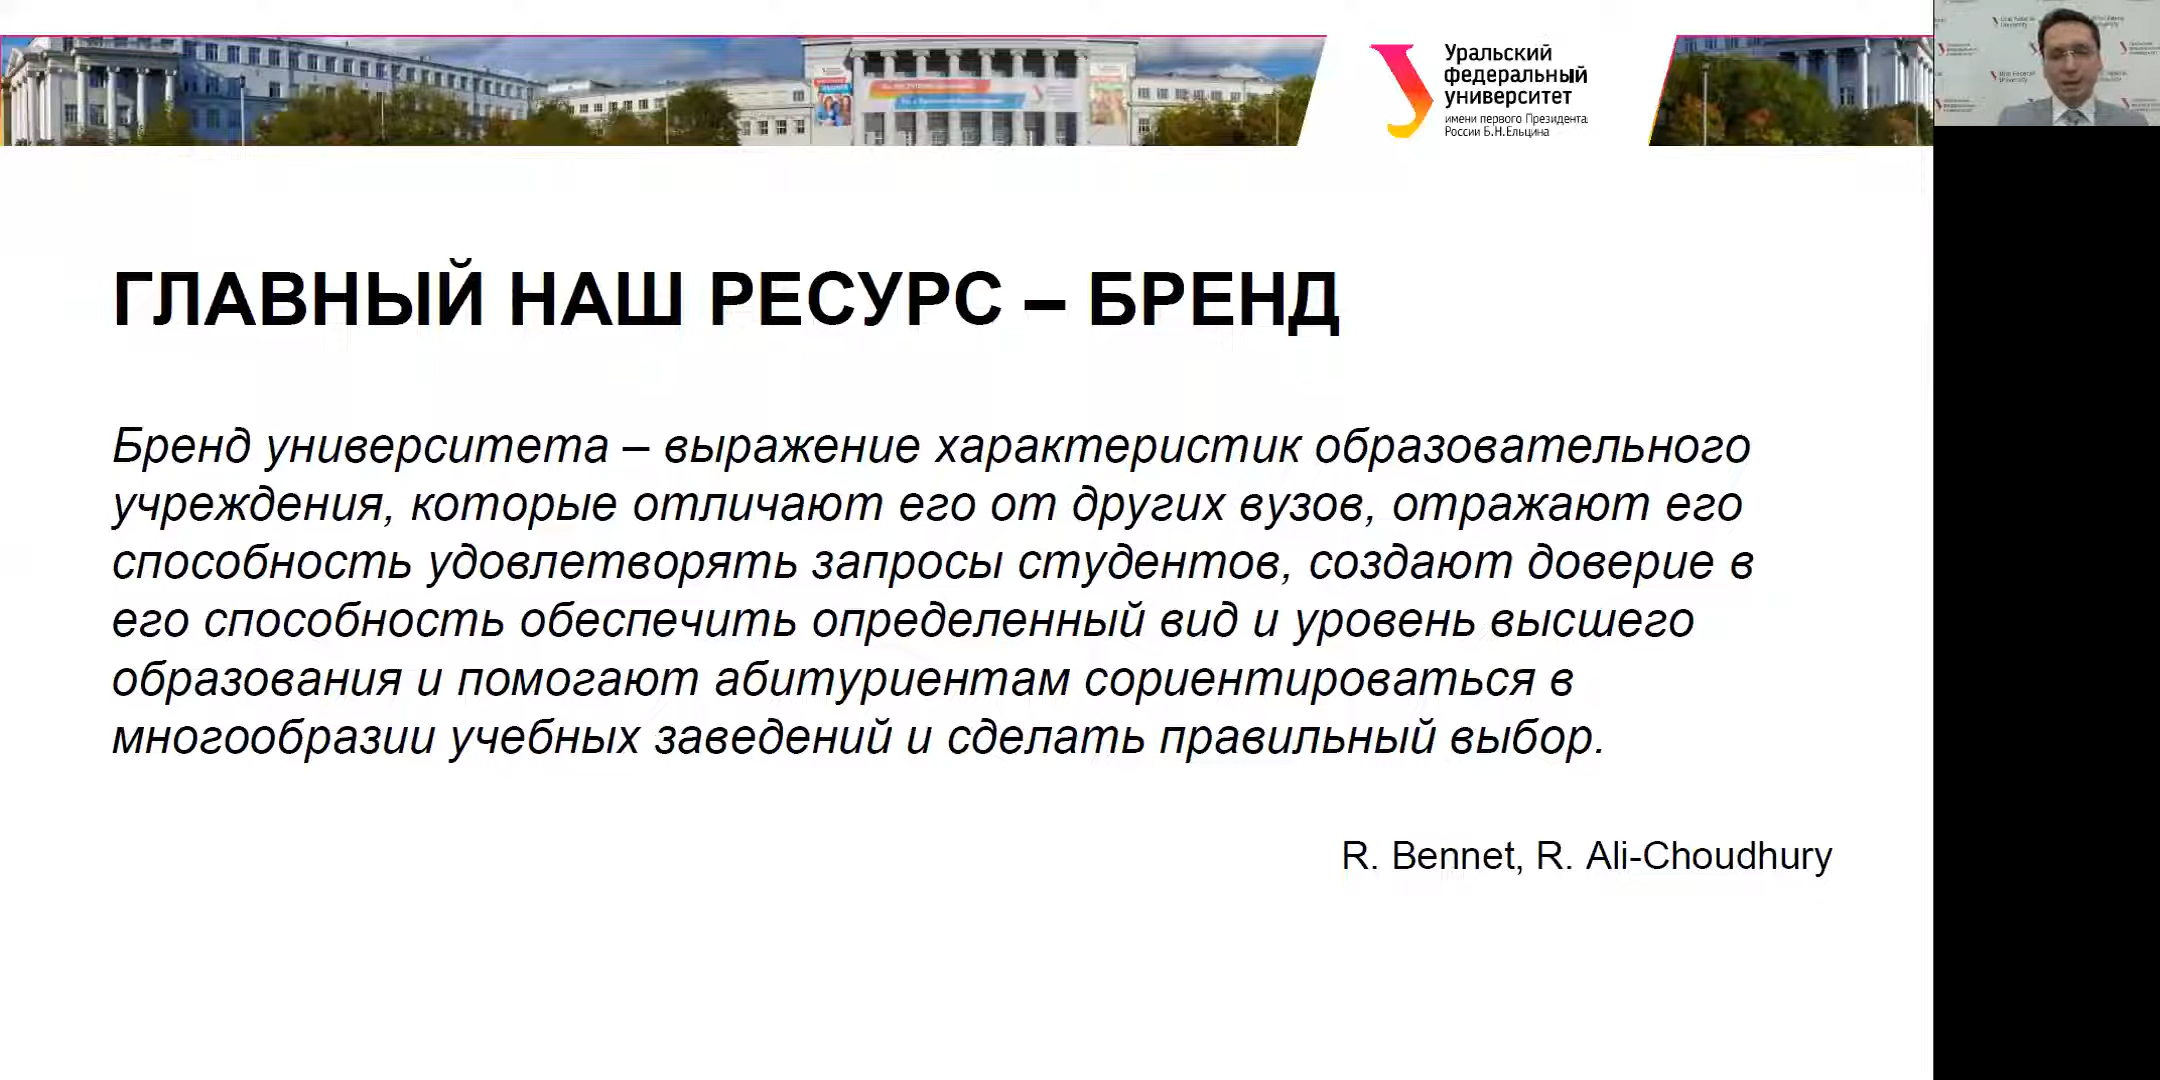 Уральский
федеральный
университет
имени первого Президента
России Б.Н.Ельцина
ГЛАВНЫЙ НАШ РЕСУРС – БРЕНД
Бренд университета – выражение характеристик образовательного
учреждения, которые отличают его от других вузов, отражают его
способность удовлетворять запросы студентов, создают доверие в
его способность обеспечить определенный вид и уровень высшего
образования и помогают абитуриентам сориентироваться в
многообразии учебных заведений и сделать правильный выбор.
R. Bennet, R. Ali-Choudhury